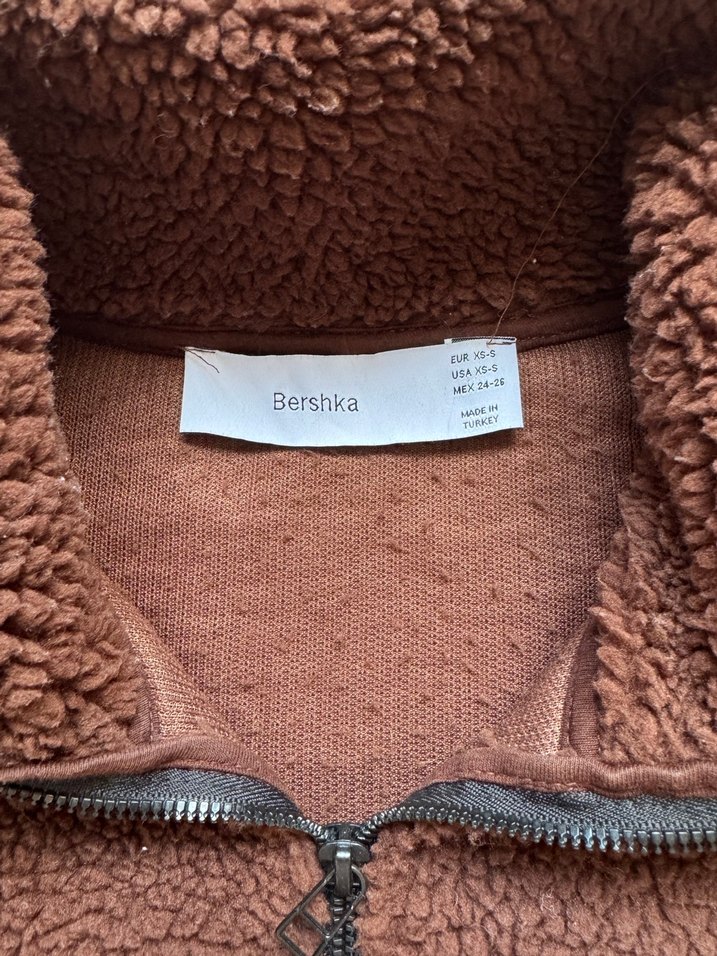 Bershka
EUR XS-S
USA XS-S
MEX 24-26
MADE IN
TURKEY